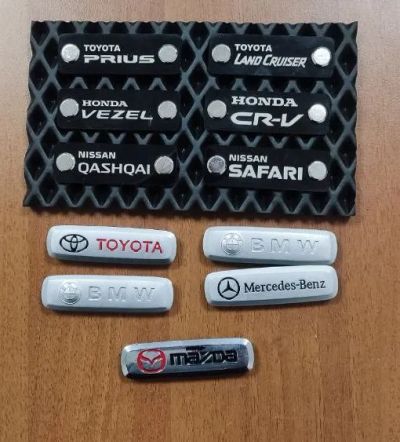 TOYOTA
PRIUS
TOYOTA
LAND CRUISER
HONDA
VEZEL
HONDA
CR-V
NISSAN
QASHQAI
NISSAN
SAFARI
TOYOTA
BMW
BMW
Mercedes-Benz
mazda